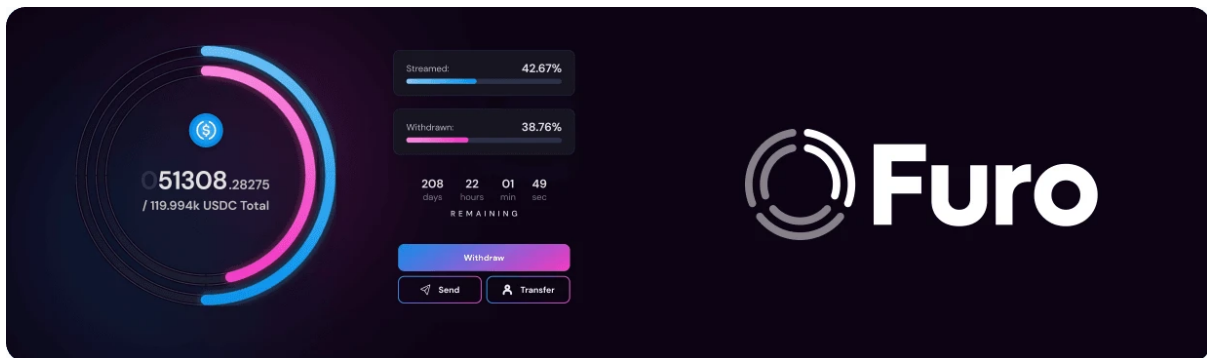 051308.28275
/ 119.994k USDC Total
Streamed: 42.67%
Withdrawn: 38.76%
208 22 01 49
days hours min sec
REMAINING
Withdraw
Send Transfer
Furo